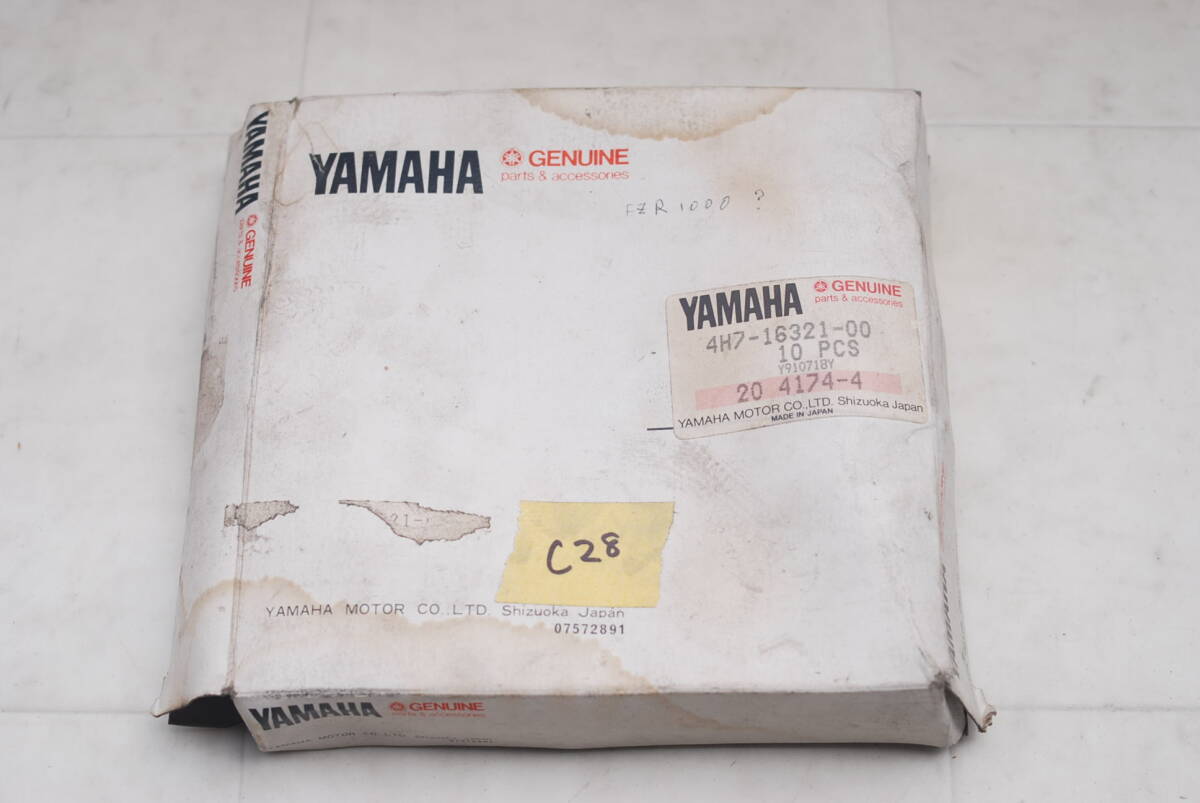 YAMAHA GENUINE
parts & accessories
FZR1000 ?
YAMAHA
GENUINE
YAMAHA GENUINE
parts & accessories
4H7-16321-00
10 PCS
Y910718Y
20 4174-4
YAMAHA MOTOR CO.,LTD. Shizuoka Japan
MADE IN JAPAN
21-
C28
YAMAHA MOTOR CO.,LTD. Shizuoka Japan
07572891
YAMAHA GENUINE
parts & accessories